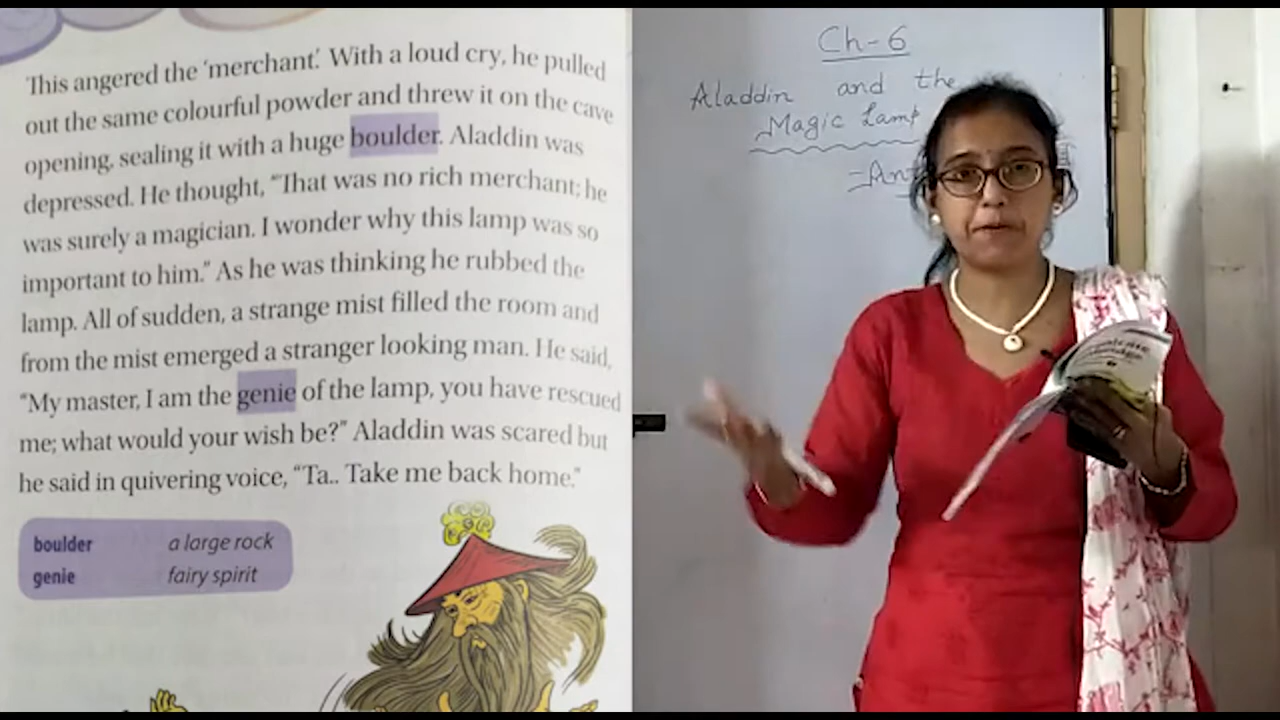 This angered the 'merchant'. With a loud cry, he pulled
out the same colourful powder and threw it on the cave
opening, sealing it with a huge boulder. Aladdin was
depressed. He thought, "That was no rich merchant; he
was surely a magician. I wonder why this lamp was so
important to him." As he was thinking he rubbed the
lamp. All of sudden, a strange mist filled the room and
from the mist emerged a stranger looking man. He said,
"My master, I am the genie of the lamp, you have rescued
me; what would your wish be?" Aladdin was scared but
he said in quivering voice, "Ta.. Take me back home."
boulder a large rock
genie fairy spirit
Ch-6
Aladdin and the
Magic Lamp